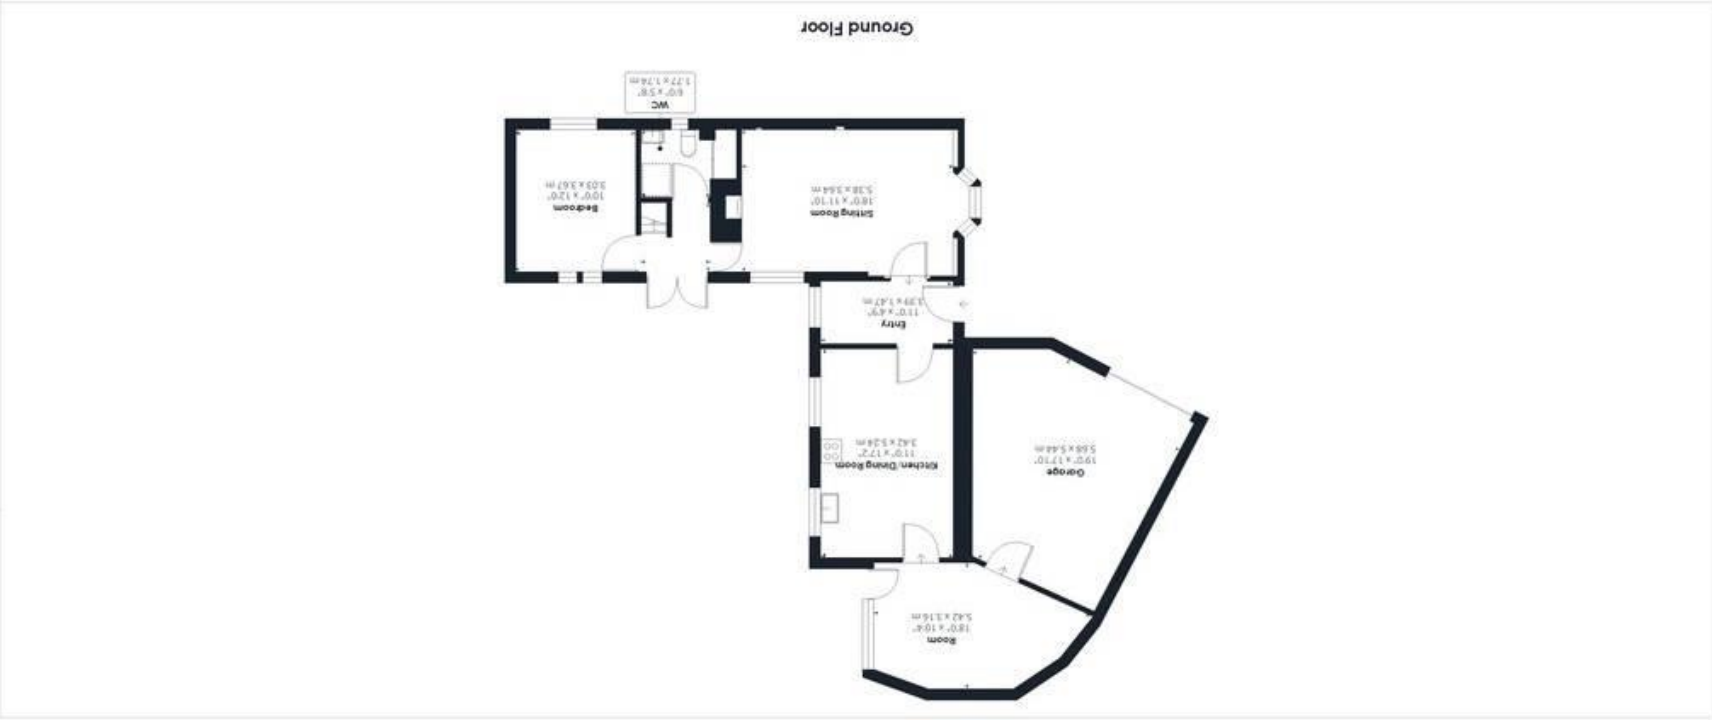 Room
18'0" x 10'4"
5.42 x 3.16 m
Garage
19'0" x 17'10"
5.68 x 5.44 m
Kitchen/Dining Room
11'0" x 17'2"
3.42 x 5.24 m
Entry
11'0" x 4'9"
3.39 x 1.47 m
Sitting Room
18'0" x 11'10"
5.38 x 3.64 m
Bedroom
10'0" x 12'0"
3.03 x 3.67 m
WC
6'0" x 5'8"
1.77 x 1.74 m
Ground Floor